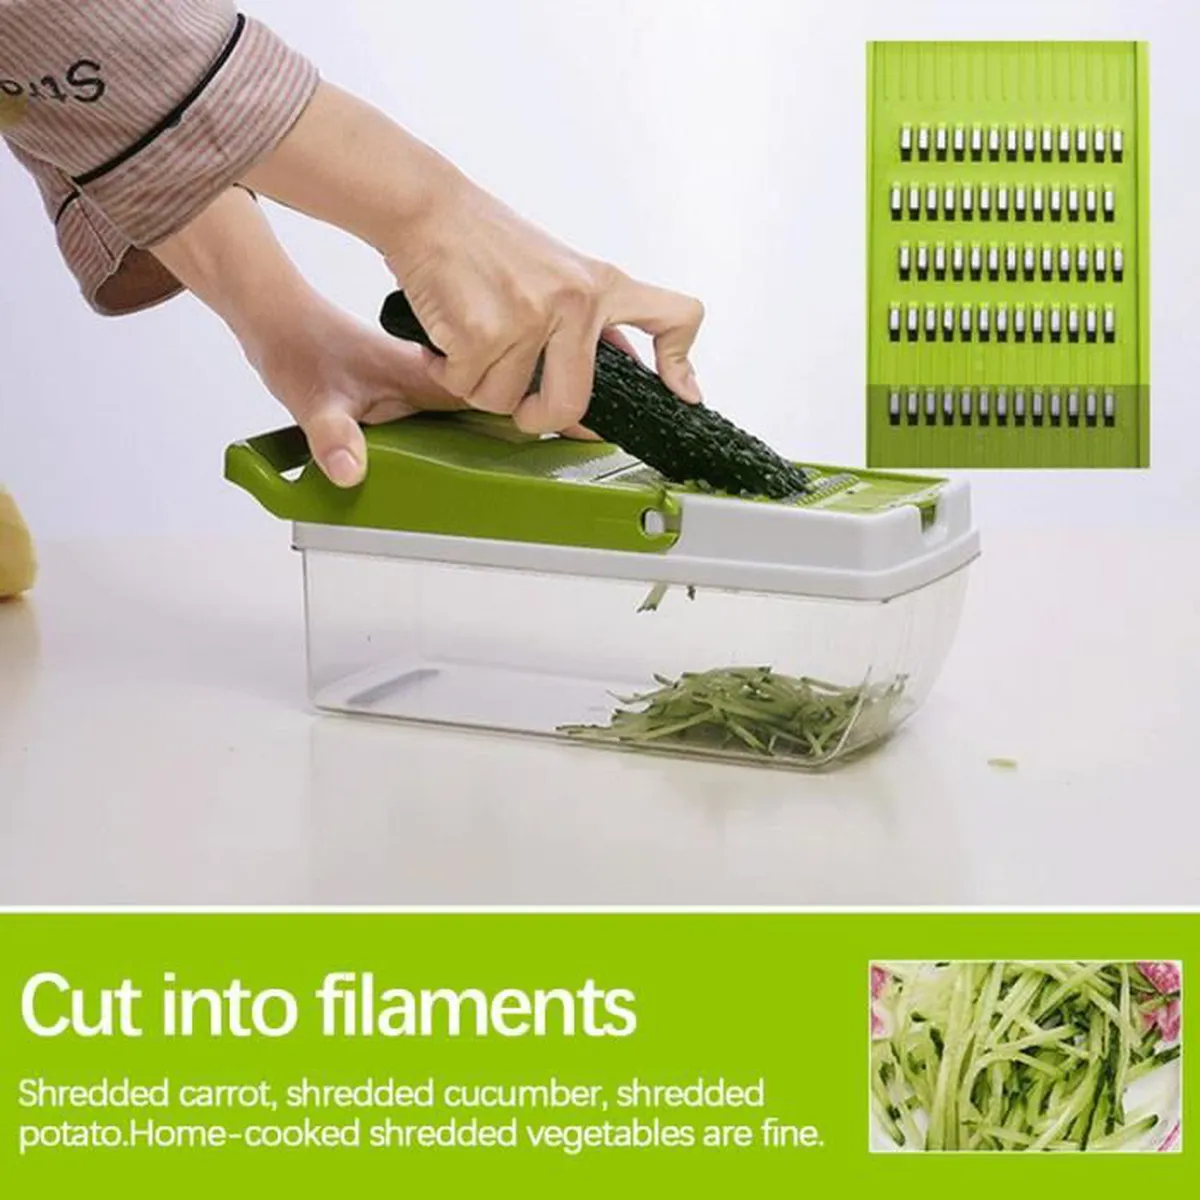 Cut into filaments
Shredded carrot, shredded cucumber, shredded
potato.Home-cooked shredded vegetables are fine.